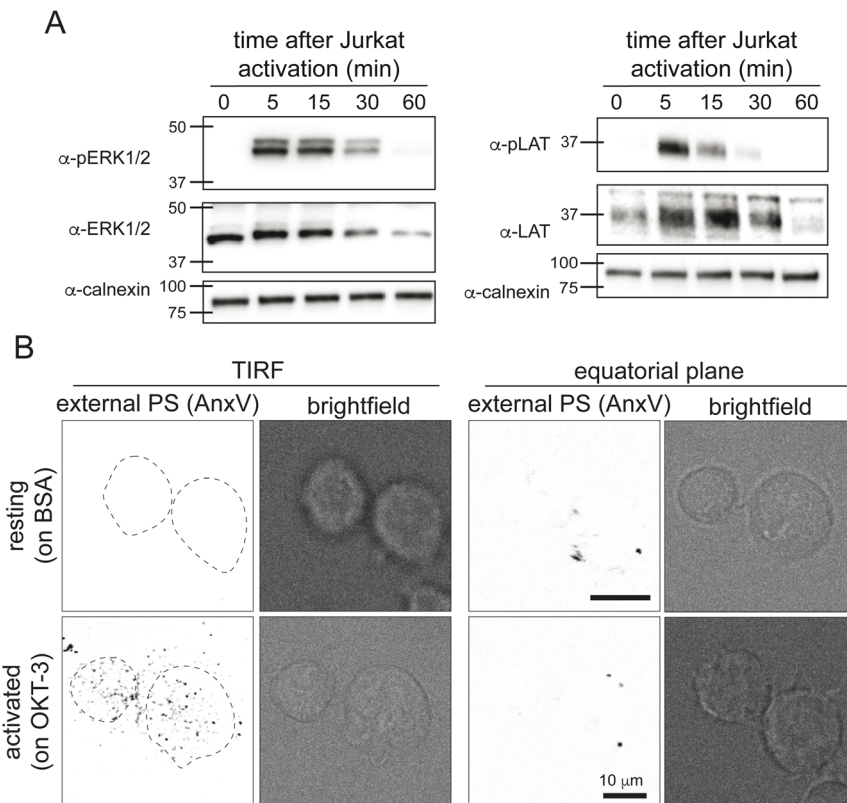 A
time after Jurkat
activation (min)
0 5 15 30 60
50
α-pERK1/2
37
50
α-ERK1/2
37
100
α-calnexin
75
time after Jurkat
activation (min)
0 5 15 30 60
α-pLAT
37
37
α-LAT
100
75
α-calnexin
B
TIRF
equatorial plane
external PS (AnxV)
brightfield
external PS (AnxV)
brightfield
resting
(on BSA)
activated
(on OKT-3)
10 μm